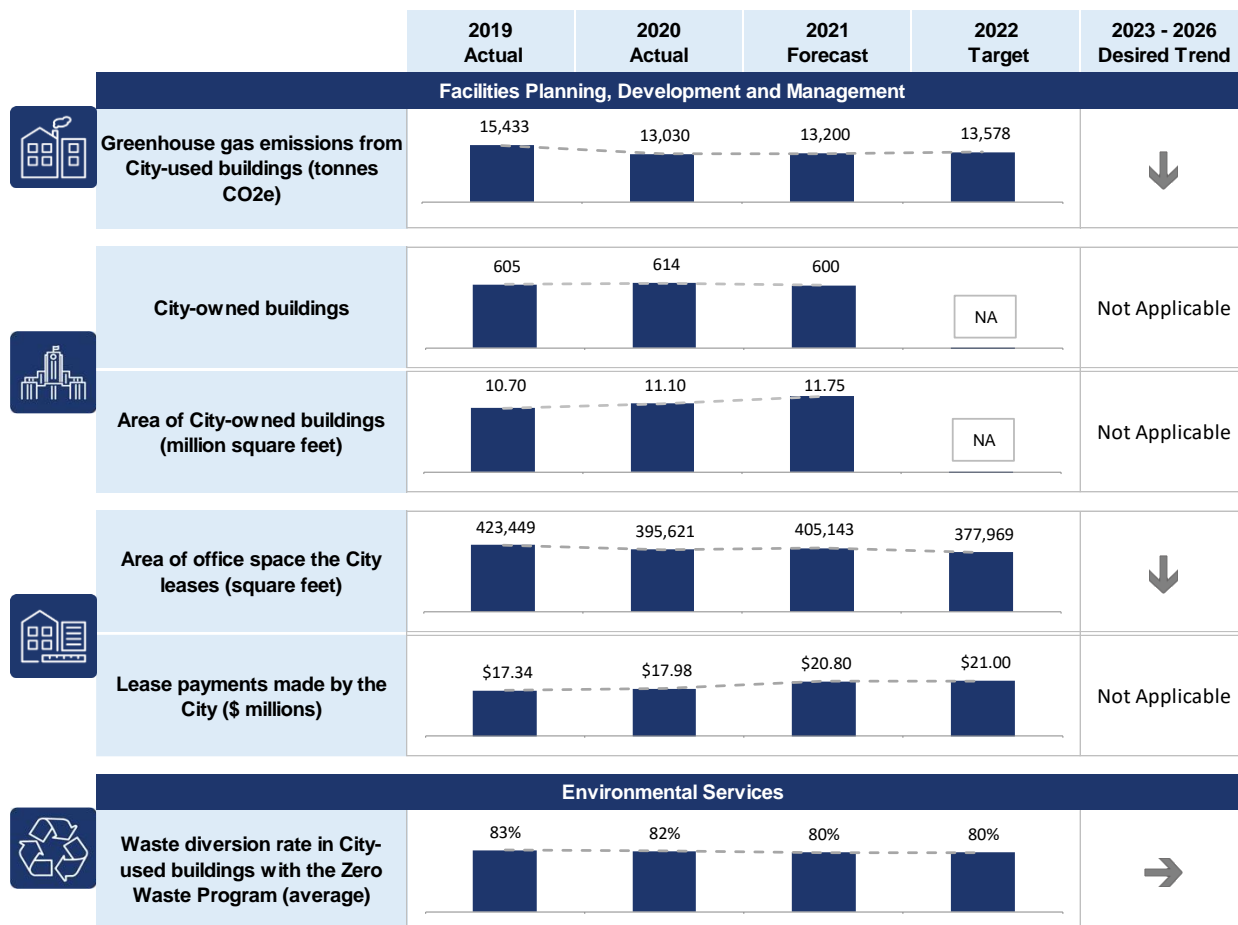 2019 2020 2021 2022 2023 - 2026
Actual Actual Forecast Target Desired Trend
Facilities Planning, Development and Management
Greenhouse gas emissions from
City-used buildings (tonnes
CO2e)
15,433 13,030 13,200 13,578
City-owned buildings
605 614 600 NA Not Applicable
Area of City-owned buildings
(million square feet)
10.70 11.10 11.75 NA Not Applicable
Area of office space the City
leases (square feet)
423,449 395,621 405,143 377,969
Lease payments made by the
City ($ millions)
$17.34 $17.98 $20.80 $21.00 Not Applicable
Environmental Services
Waste diversion rate in City-
used buildings with the Zero
Waste Program (average)
83% 82% 80% 80%